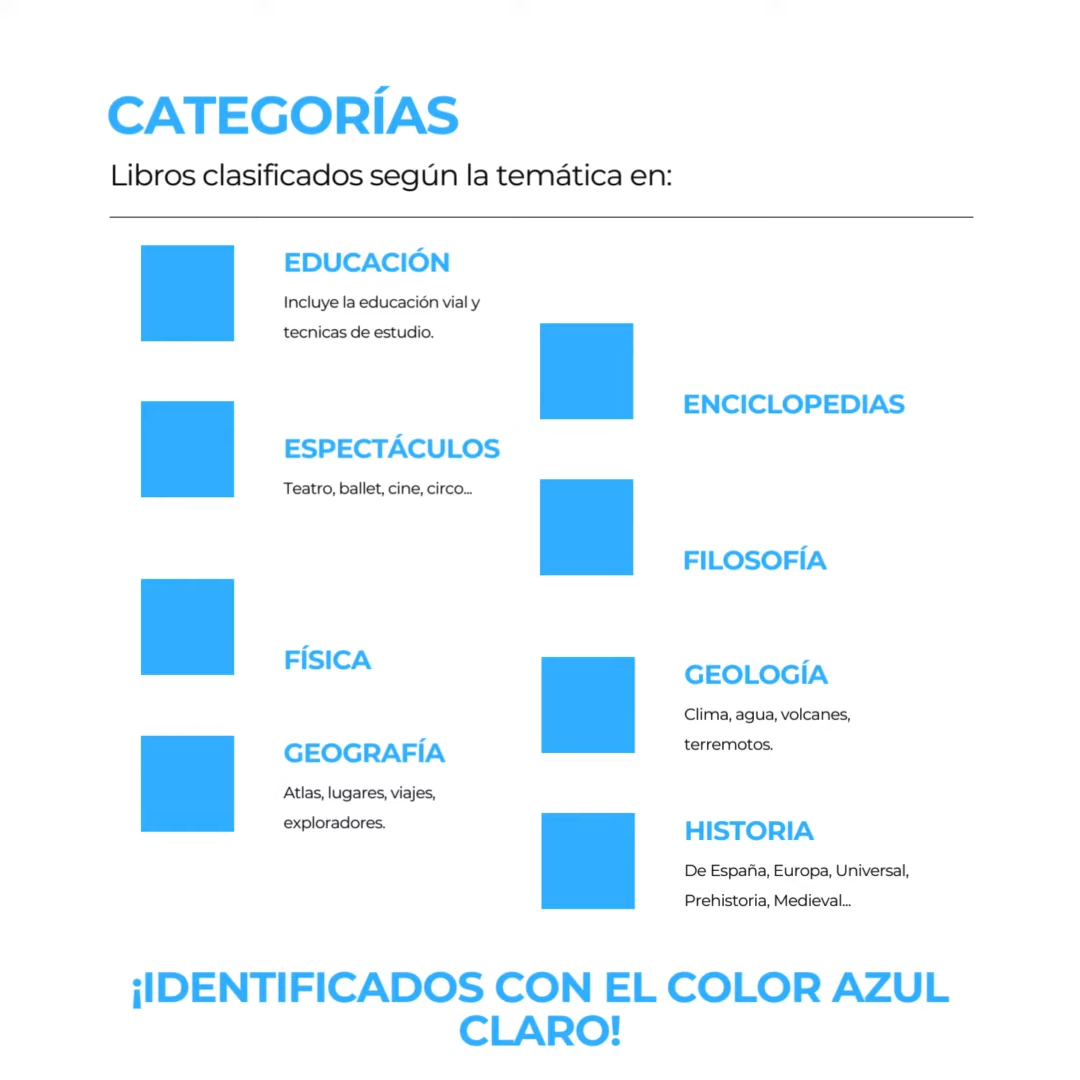 CATEGORÍAS
Libros clasificados según la temática en:
EDUCACIÓN
Incluye la educación vial y
tecnicas de estudio.
ENCICLOPEDIAS
ESPECTÁCULOS
Teatro, ballet, cine, circo...
FILOSOFÍA
FÍSICA
GEOLOGÍA
Clima, agua, volcanes,
terremotos.
GEOGRAFÍA
Atlas, lugares, viajes,
exploradores.
HISTORIA
De España, Europa, Universal,
Prehistoria, Medieval...
¡IDENTIFICADOS CON EL COLOR AZUL
CLARO!